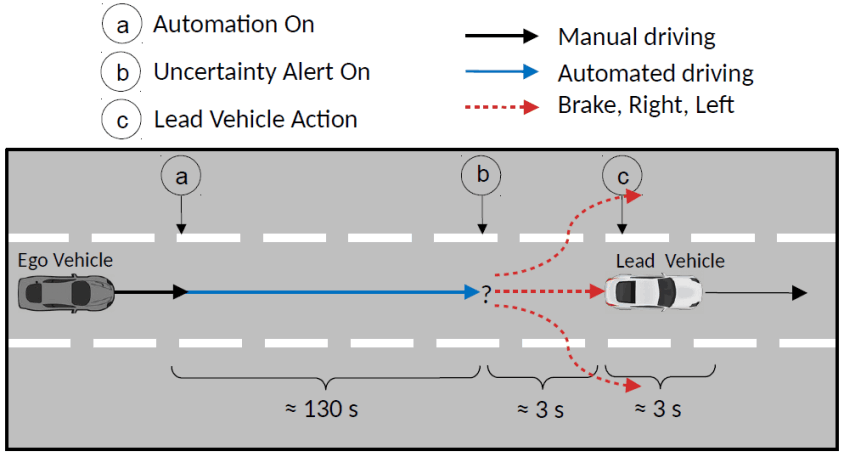 a Automation On
b Uncertainty Alert On
c Lead Vehicle Action
Manual driving
Automated driving
Brake, Right, Left
a b c
Ego Vehicle
Lead Vehicle
?
≈ 130 s
≈ 3 s
≈ 3 s